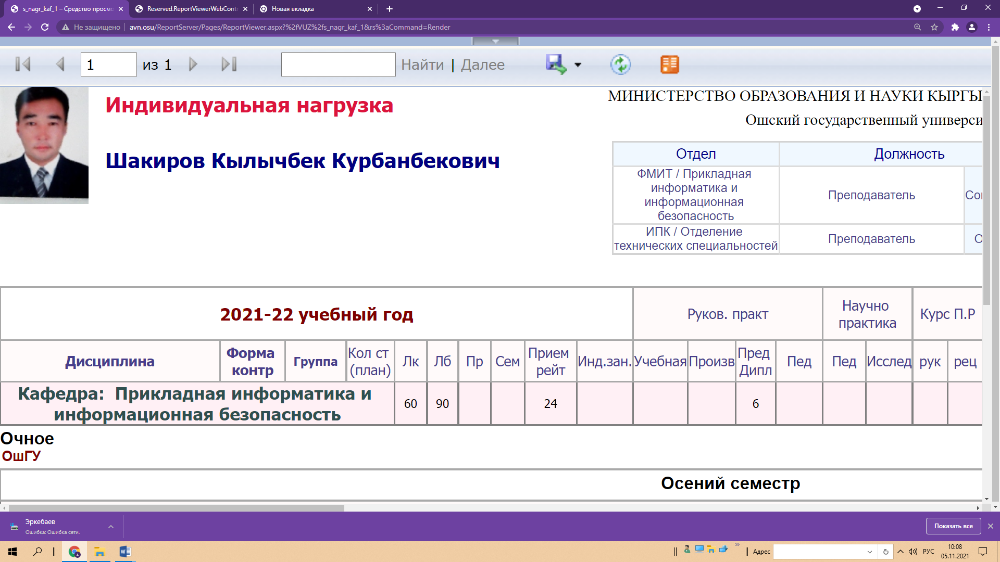 s_nagr_kaf_1 – Средство просмо
Reserved.ReportViewerWebContr
Новая вкладка
Не защищено
avn.osu/ReportServer/Pages/ReportViewer.aspx?%2fVUZ%2fs_nagr_kaf_1&rs%3aCommand=Render
1 из 1 Найти | Далее
Индивидуальная нагрузка
Шакиров Кылычбек Курбанбекович
МИНИСТЕРСТВО ОБРАЗОВАНИЯ И НАУКИ КЫРГЫ
Ошский государственный универси
Отдел Должность
ФМИТ / Прикладная
информатика и
информационная
безопасность
Преподаватель
ИПК / Отделение
технических специальностей
Преподаватель
2021-22 учебный год
Руков. практ
Научно
практика
Курс П.Р
Дисциплина
Форма
контр
Группа
Кол ст
(план)
Лк Лб Пр Сем
Прием
рейт
Инд.зан. Учебная Произв
Пред
Дипл
Пед Пед Исслед рук рец
Кафедра: Прикладная информатика и
информационная безопасность
60 90 24 6
Очное
ОшГУ
Осений семестр
Эркебаев
Ошибка: Ошибка сети.
Показать все
Адрес
РУС
10:08
05.11.2021